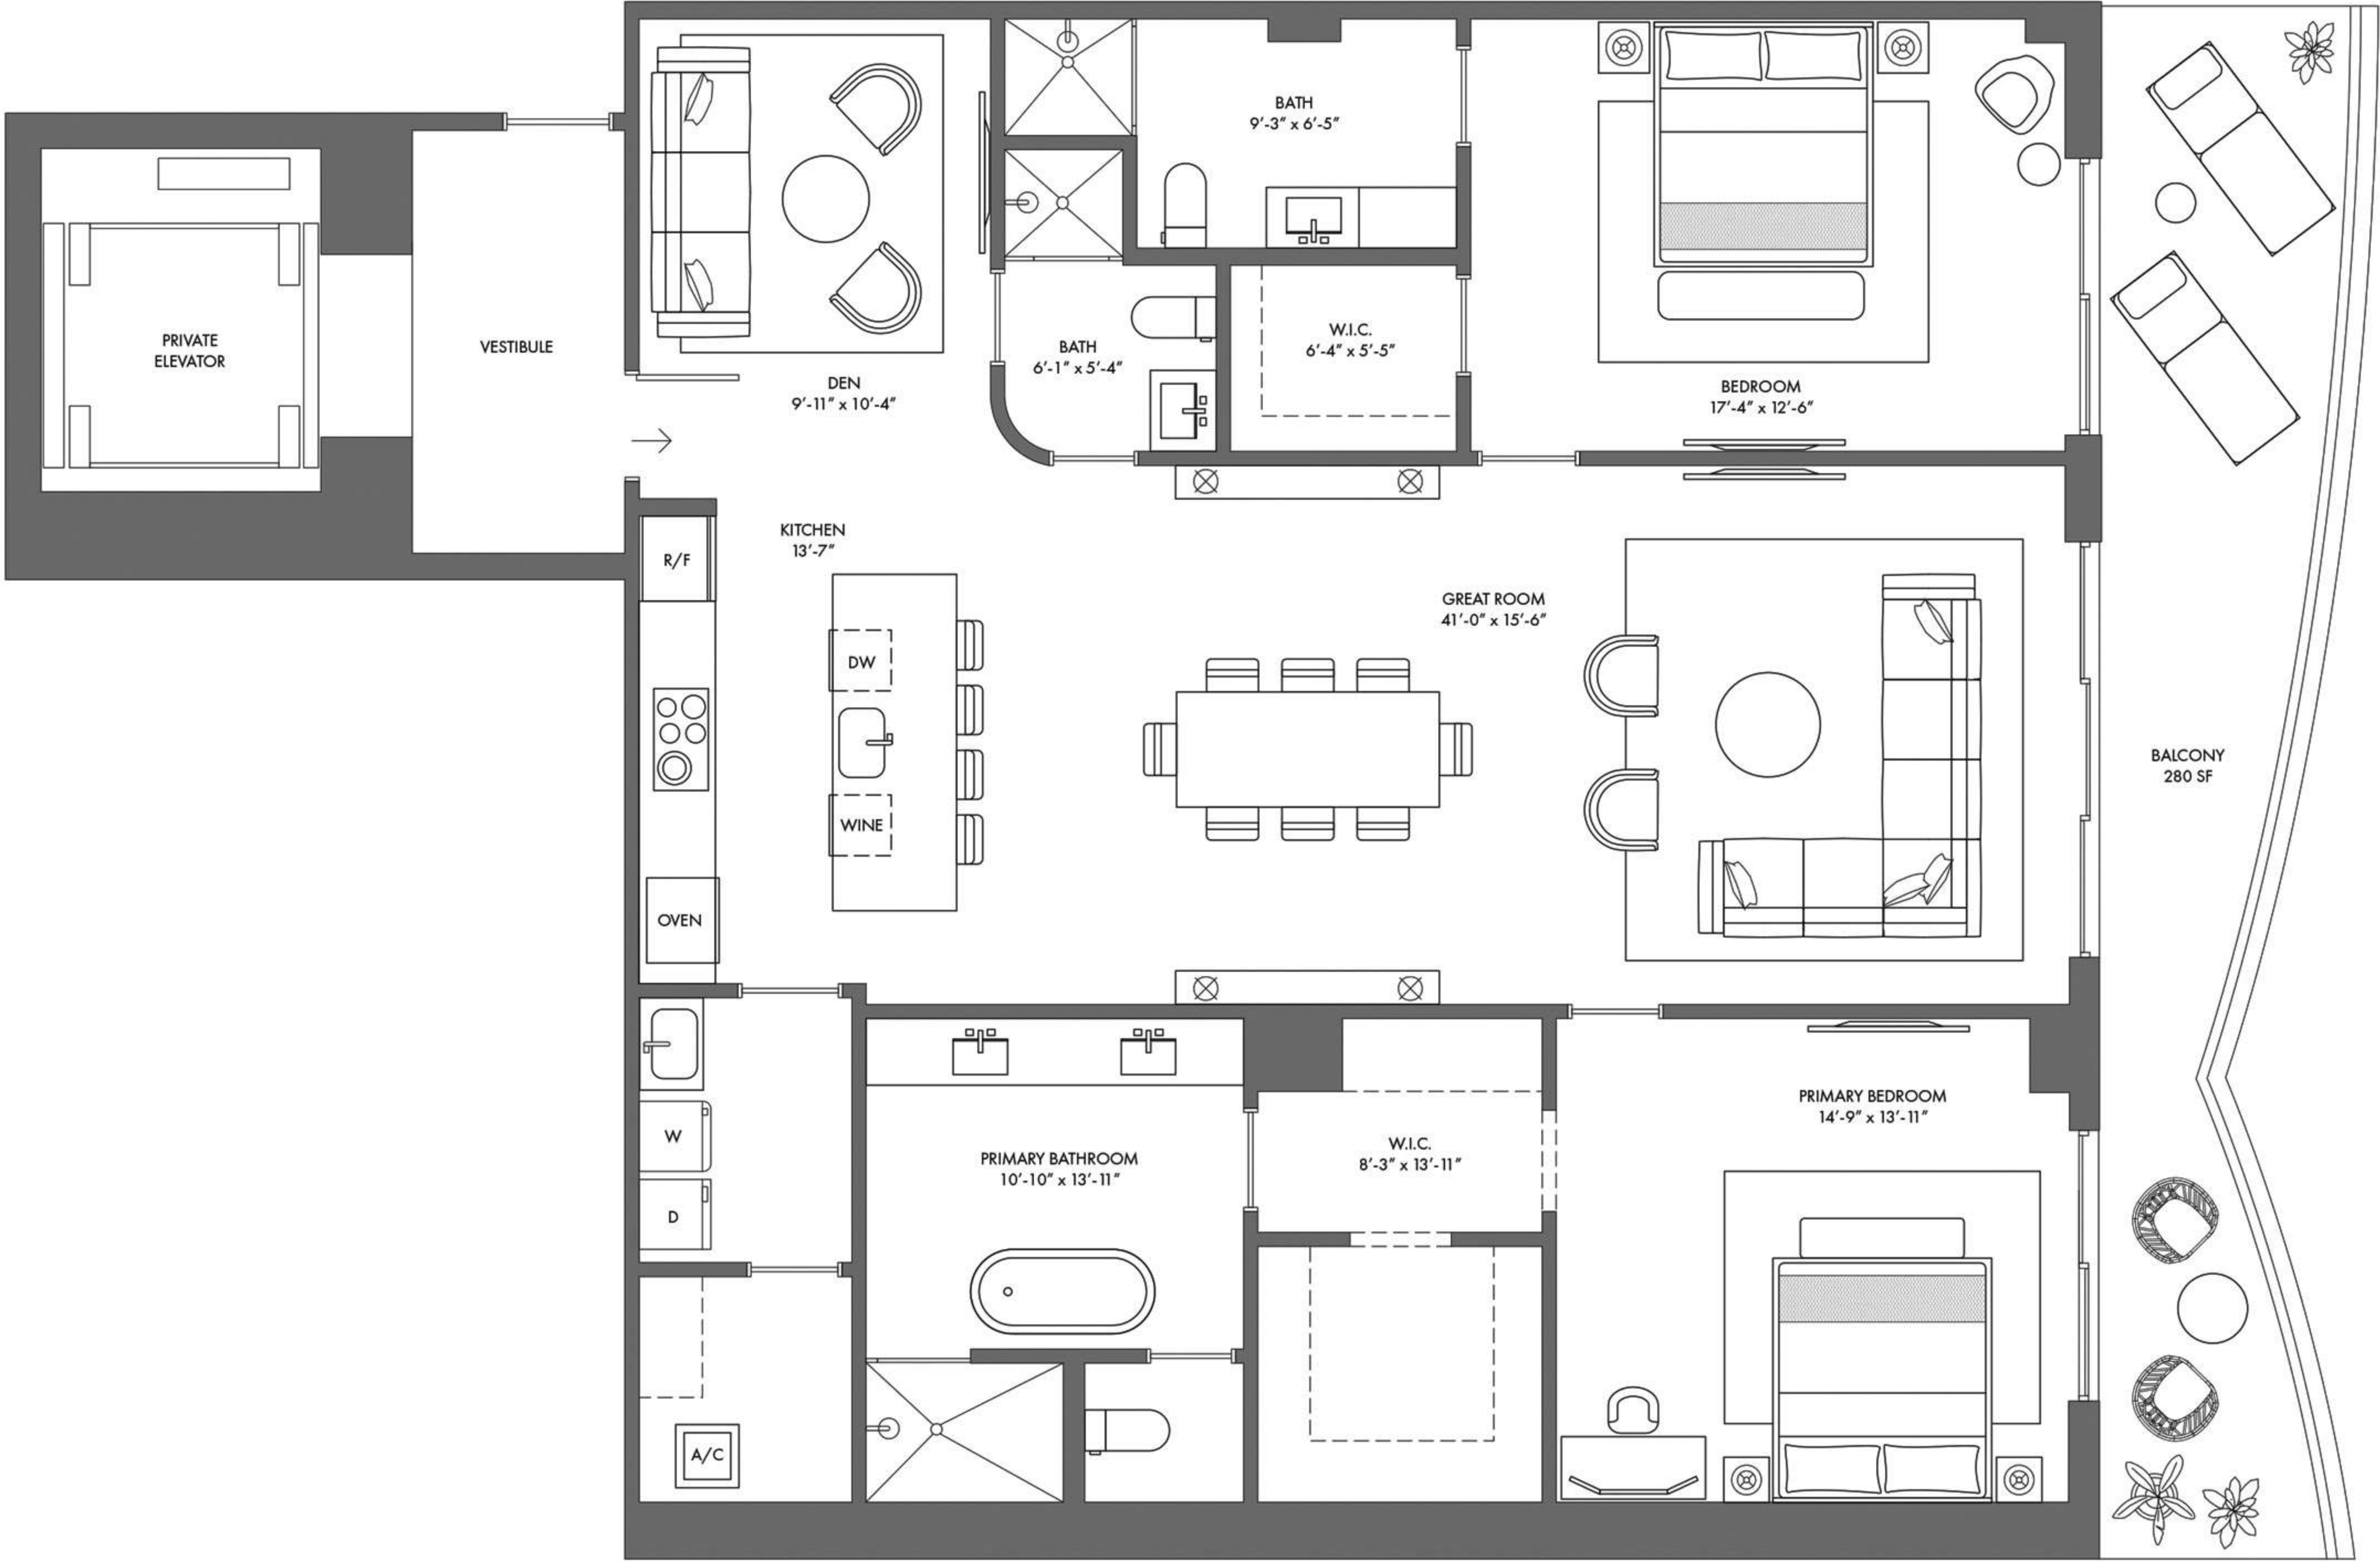 BATH
9'-3" x 6'-5"
PRIVATE
ELEVATOR
VESTIBULE
DEN
9'-11" x 10'-4"
BATH
6'-1" x 5'-4"
W.I.C.
6'-4" x 5'-5"
BEDROOM
17'-4" x 12'-6"
KITCHEN
13'-7"
R/F
GREAT ROOM
41'-0" x 15'-6"
DW
WINE
OVEN
BALCONY
280 SF
W
D
A/C
PRIMARY BATHROOM
10'-10" x 13'-11"
W.I.C.
8'-3" x 13'-11"
PRIMARY BEDROOM
14'-9" x 13'-11"